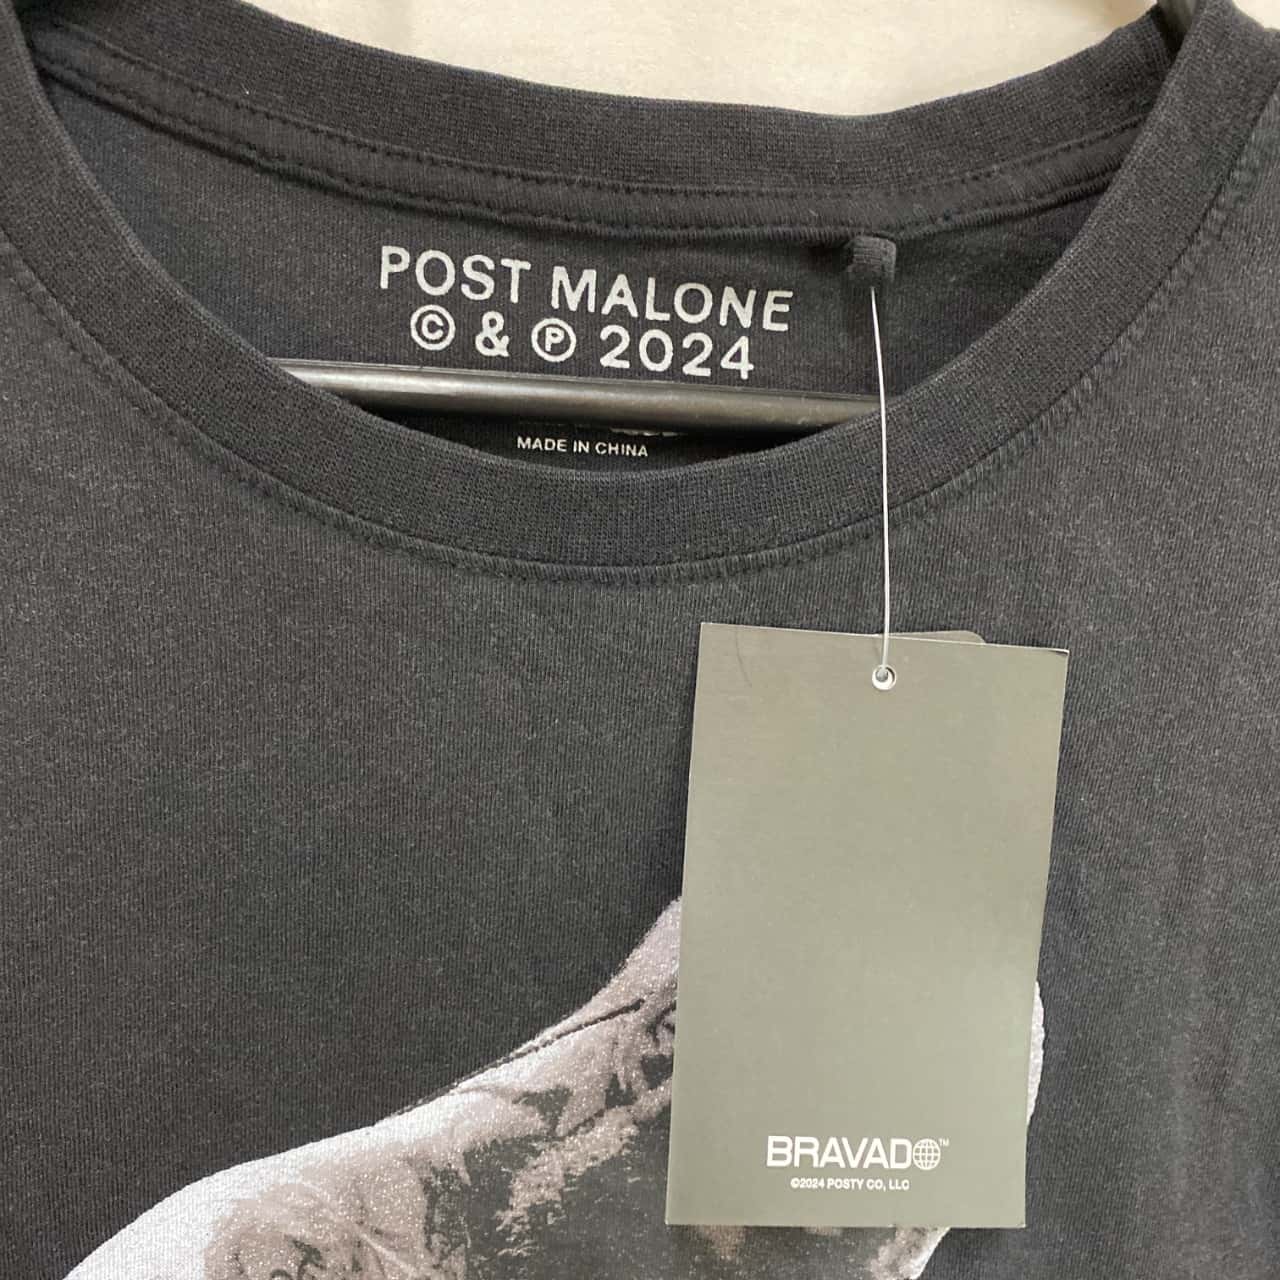 POST MALONE
© & ℗ 2024
MADE IN CHINA
BRAVADO™
©2024 POSTY CO, LLC